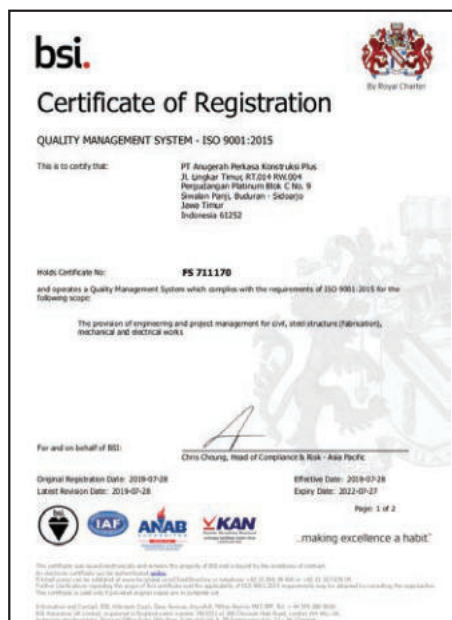 bsi.
By Royal Charter
Certificate of Registration
QUALITY MANAGEMENT SYSTEM - ISO 9001:2015
This is to certify that:
PT Anugerah Perkasa Konstruksi Plus
Jl. Lingkar Timur, RT.014 RW.004
Pergudangan Platinum Blok C No. 9
Siwalan Panji, Buduran - Sidoarjo
Jawa Timur
Indonesia 61252
Holds Certificate No: FS 711170
and operates a Quality Management System which complies with the requirements of ISO 9001:2015 for the
following scope:
The provision of engineering and project management for civil, steel structure (fabrication),
mechanical and electrical works
For and on behalf of BSI:
Chris Cheung, Head of Compliance & Risk - Asia Pacific
Original Registration Date: 2019-07-28
Effective Date: 2019-07-28
Latest Revision Date: 2019-07-28
Expiry Date: 2022-07-27
Page: 1 of 2
bsi.
IAF
ANAB
ACCREDITED
KAN
...making excellence a habit.™